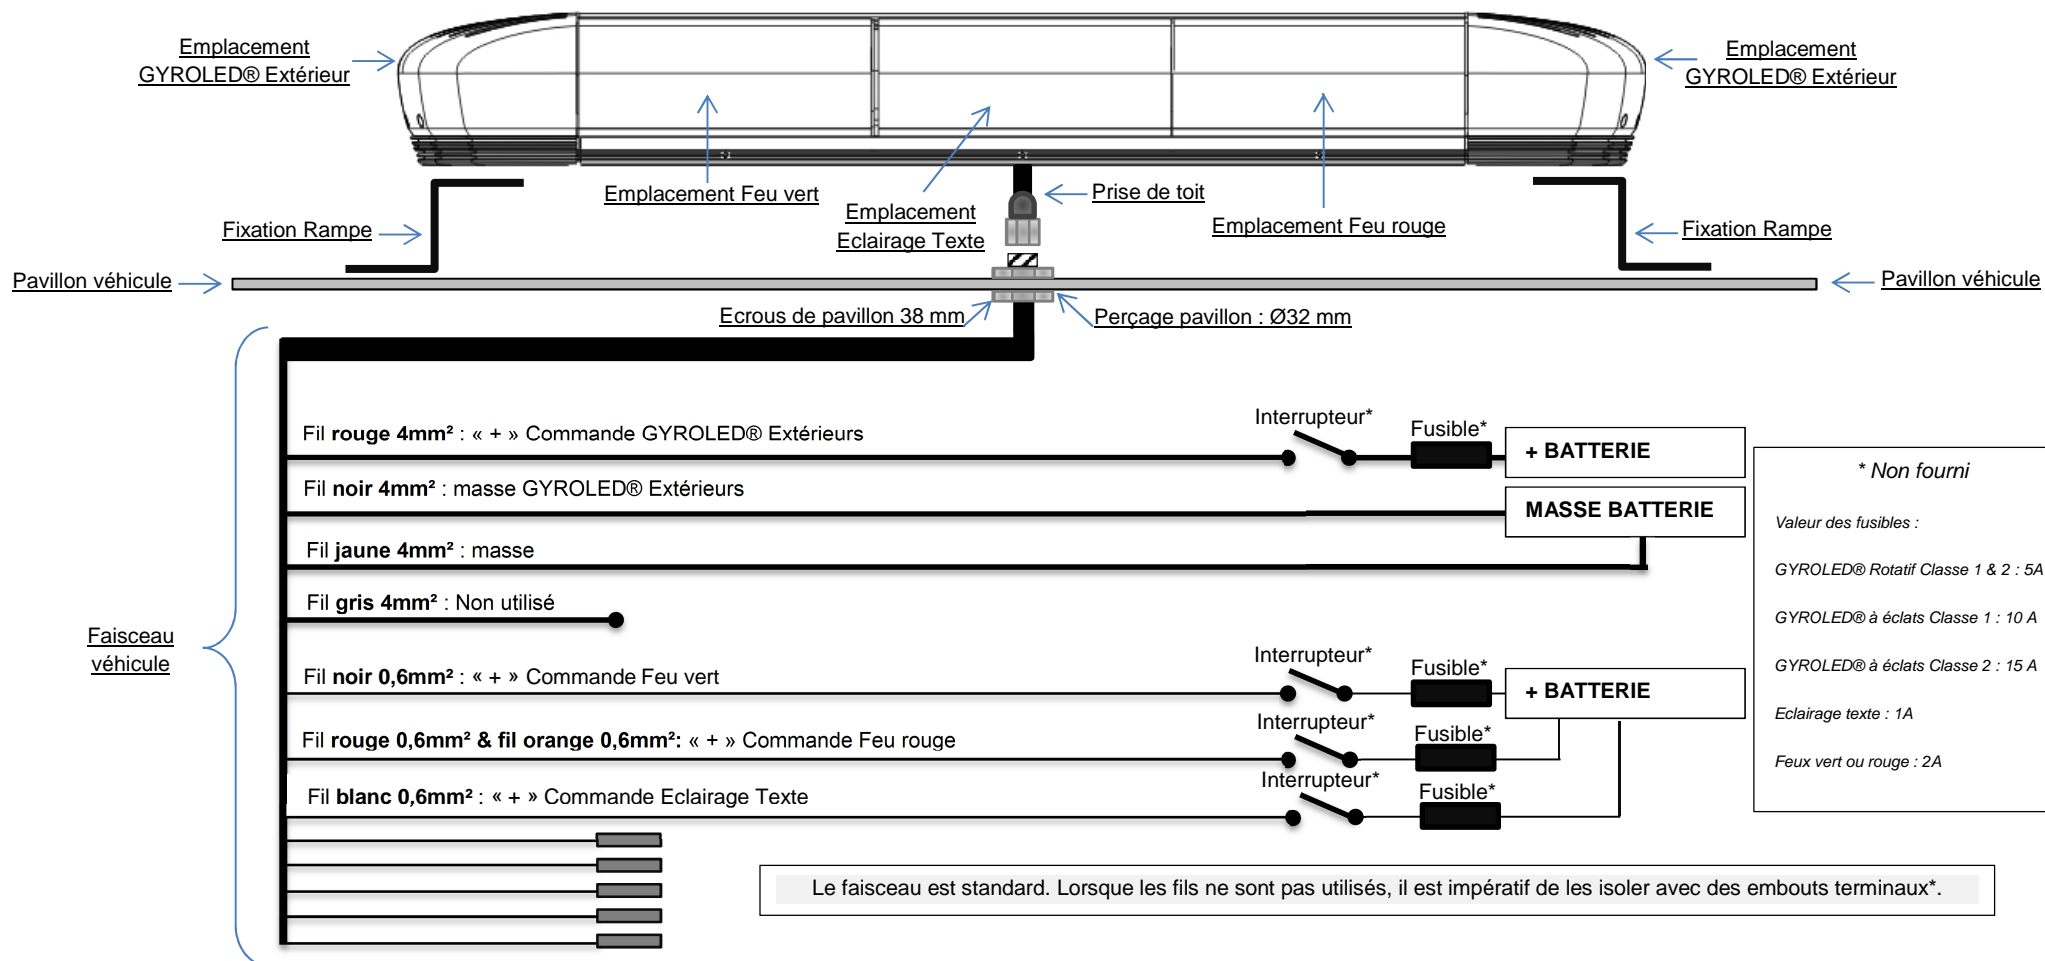 Emplacement
GYROLED® Extérieur
Emplacement
GYROLED® Extérieur
Emplacement Feu vert
Emplacement
Eclairage Texte
Prise de toit
Emplacement Feu rouge
Fixation Rampe
Fixation Rampe
Pavillon véhicule
Pavillon véhicule
Ecrous de pavillon 38 mm
Perçage pavillon : Ø32 mm
Faisceau
véhicule
Fil rouge 4mm² : « + » Commande GYROLED® Extérieurs
Interrupteur*
Fusible*
+ BATTERIE
Fil noir 4mm² : masse GYROLED® Extérieurs
MASSE BATTERIE
Fil jaune 4mm² : masse
Fil gris 4mm² : Non utilisé
Fil noir 0,6mm² : « + » Commande Feu vert
Interrupteur*
Fusible*
+ BATTERIE
Fil rouge 0,6mm² & fil orange 0,6mm²: « + » Commande Feu rouge
Interrupteur*
Fusible*
Fil blanc 0,6mm² : « + » Commande Eclairage Texte
Interrupteur*
Fusible*
* Non fourni
Valeur des fusibles :
GYROLED® Rotatif Classe 1 & 2 : 5A
GYROLED® à éclats Classe 1 : 10 A
GYROLED® à éclats Classe 2 : 15 A
Eclairage texte : 1A
Feux vert ou rouge : 2A
Le faisceau est standard. Lorsque les fils ne sont pas utilisés, il est impératif de les isoler avec des embouts terminaux*.